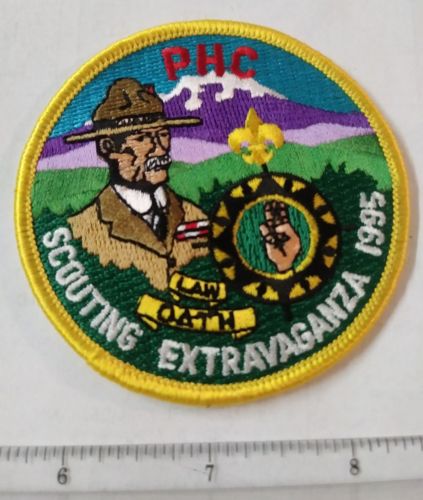 PHC
LAW
OATH
SCOUTING EXTRAVAGANZA 1995
6 7 8